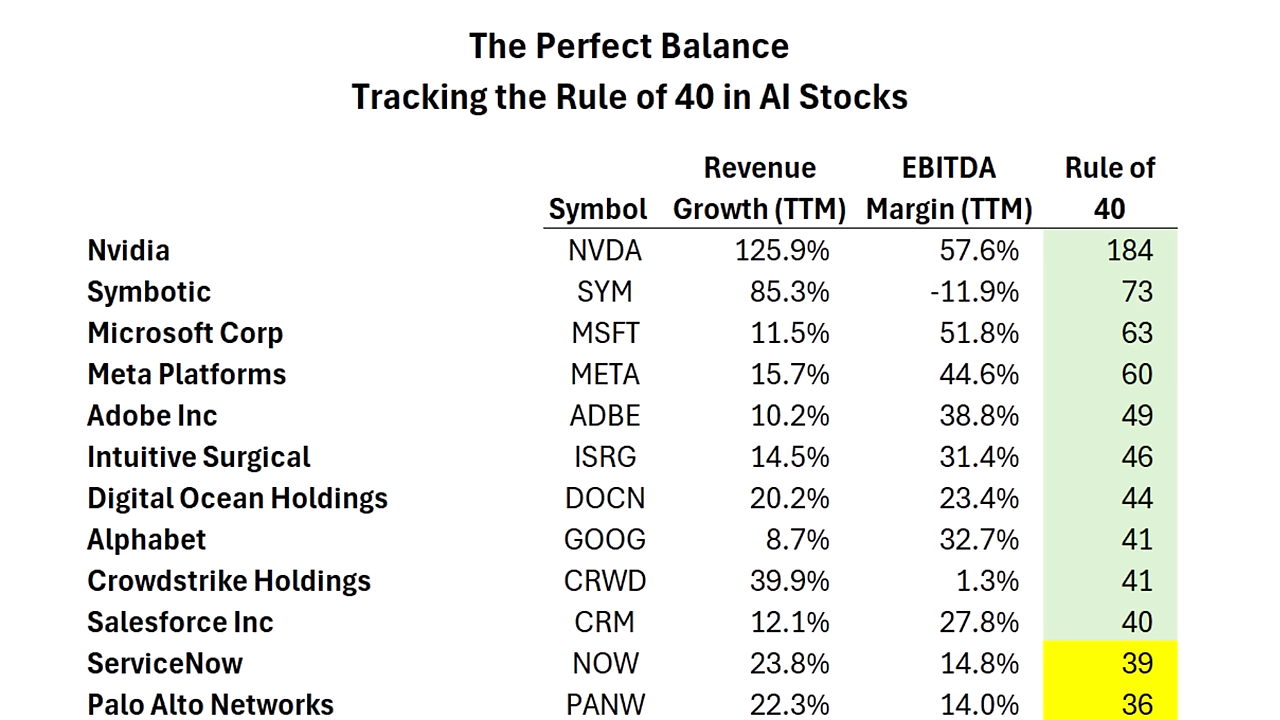 The Perfect Balance
Tracking the Rule of 40 in AI Stocks
Revenue EBITDA Rule of
Symbol Growth (TTM) Margin (TTM) 40
Nvidia NVDA 125.9% 57.6% 184
Symbotic SYM 85.3% -11.9% 73
Microsoft Corp MSFT 11.5% 51.8% 63
Meta Platforms META 15.7% 44.6% 60
Adobe Inc ADBE 10.2% 38.8% 49
Intuitive Surgical ISRG 14.5% 31.4% 46
Digital Ocean Holdings DOCN 20.2% 23.4% 44
Alphabet GOOG 8.7% 32.7% 41
Crowdstrike Holdings CRWD 39.9% 1.3% 41
Salesforce Inc CRM 12.1% 27.8% 40
ServiceNow NOW 23.8% 14.8% 39
Palo Alto Networks PANW 22.3% 14.0% 36